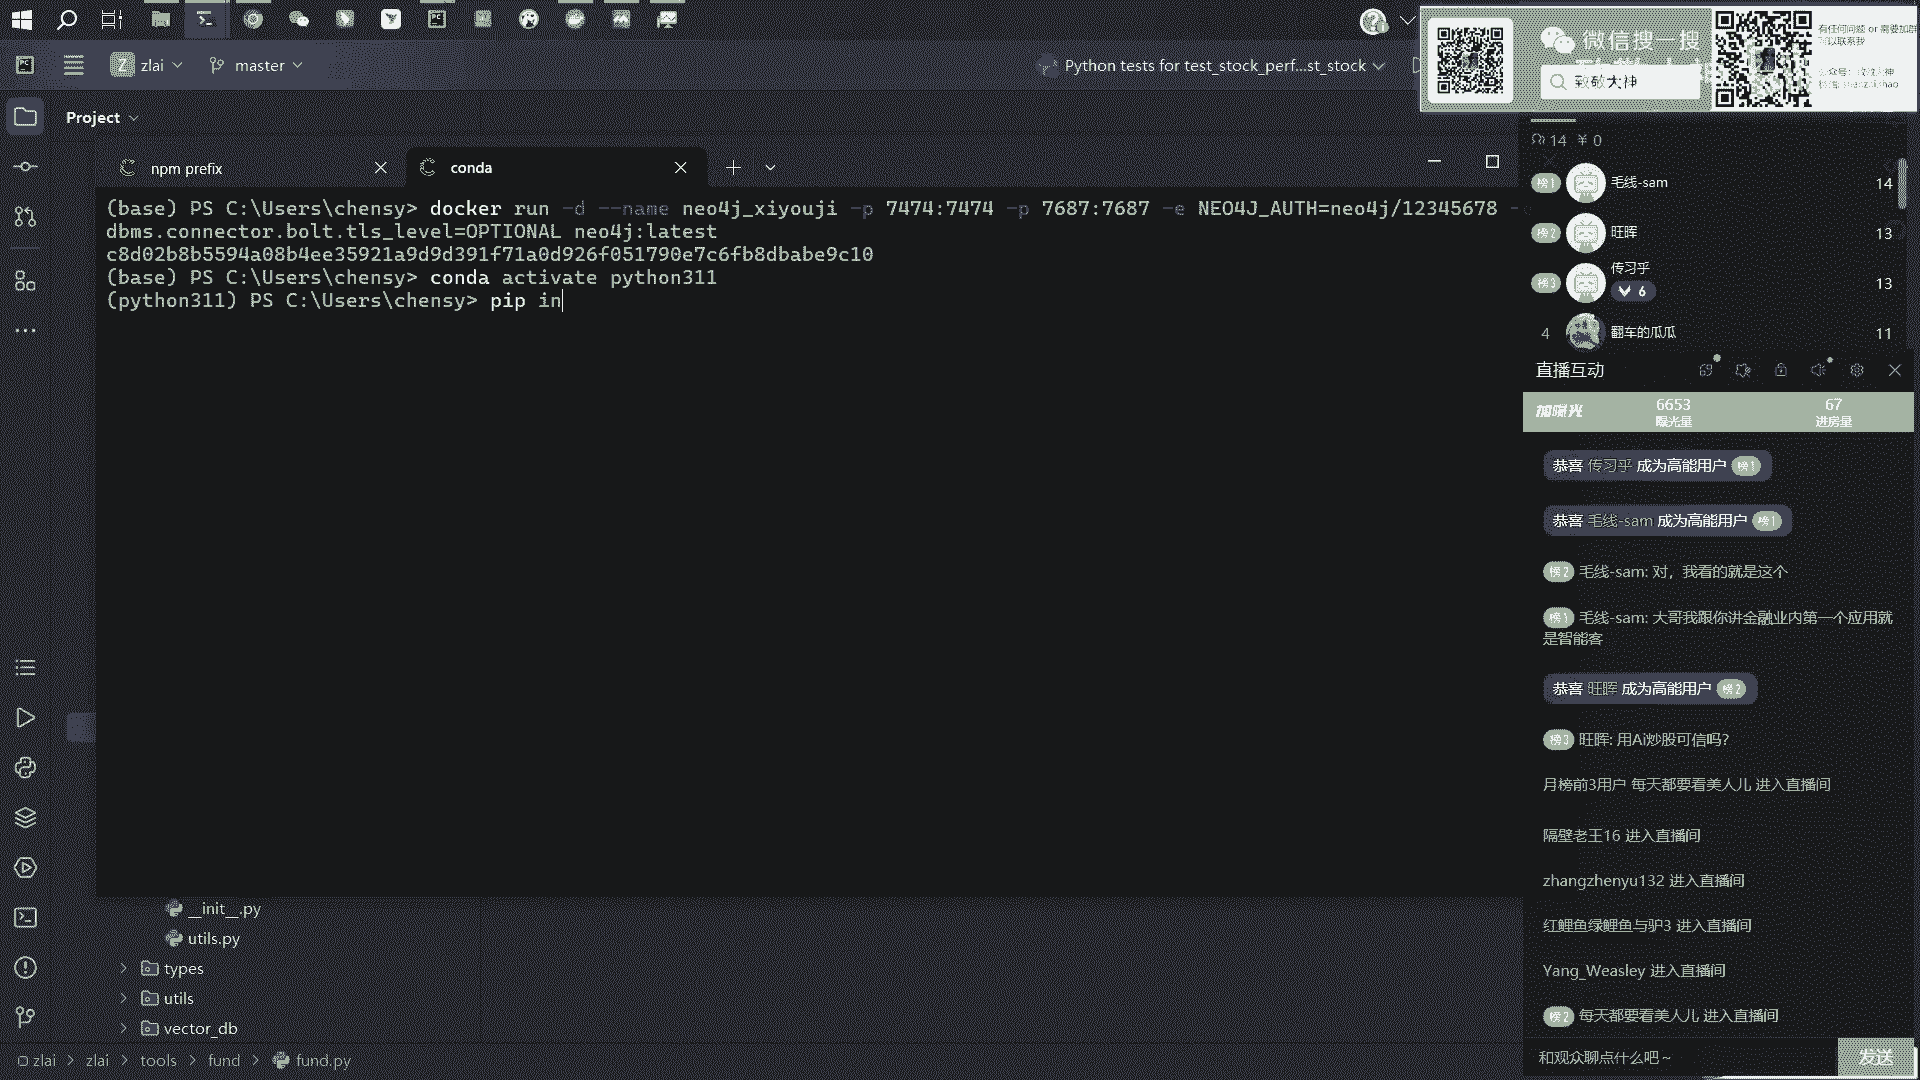 zlai
master
Python tests for test_stock_perf...st_stock
微信搜一搜
致敬大神
有任何问题 or 需要加群
Project
14 ¥ 0
npm prefix
conda
(base) PS C:\Users\chensy> docker run -d --name neo4j_xiyouji -p 7474:7474 -p 7687:7687 -e NEO4J_AUTH=neo4j/12345678 -
dbms.connector.bolt.tls_level=OPTIONAL neo4j:latest
c8d02b8b5594a08b4ee35921a9d9d391f71a0d926f051790e7c6fb8dbabe9c10
(base) PS C:\Users\chensy> conda activate python311
(python311) PS C:\Users\chensy> pip in
榜1 毛线-sam 14
榜2 旺晖 13
榜3 传习乎 13
6
4 翻车的瓜瓜 11
直播互动
加曝光 6653 67
曝光量 进房量
恭喜 传习乎 成为高能用户 榜1
恭喜 毛线-sam 成为高能用户 榜1
榜2 毛线-sam: 对，我看的就是这个
榜1 毛线-sam: 大哥我跟你讲金融业内第一个应用就
是智能客
恭喜 旺晖 成为高能用户 榜2
榜3 旺晖: 用Ai炒股可信吗?
月榜前3用户 每天都要看美人儿 进入直播间
隔壁老王16 进入直播间
zhangzhenyu132 进入直播间
红鲤鱼绿鲤鱼与驴3 进入直播间
Yang_Weasley 进入直播间
榜2 每天都要看美人儿 进入直播间
和观众聊点什么吧~
发送
__init__.py
utils.py
types
utils
vector_db
zlai > zlai > tools > fund > fund.py